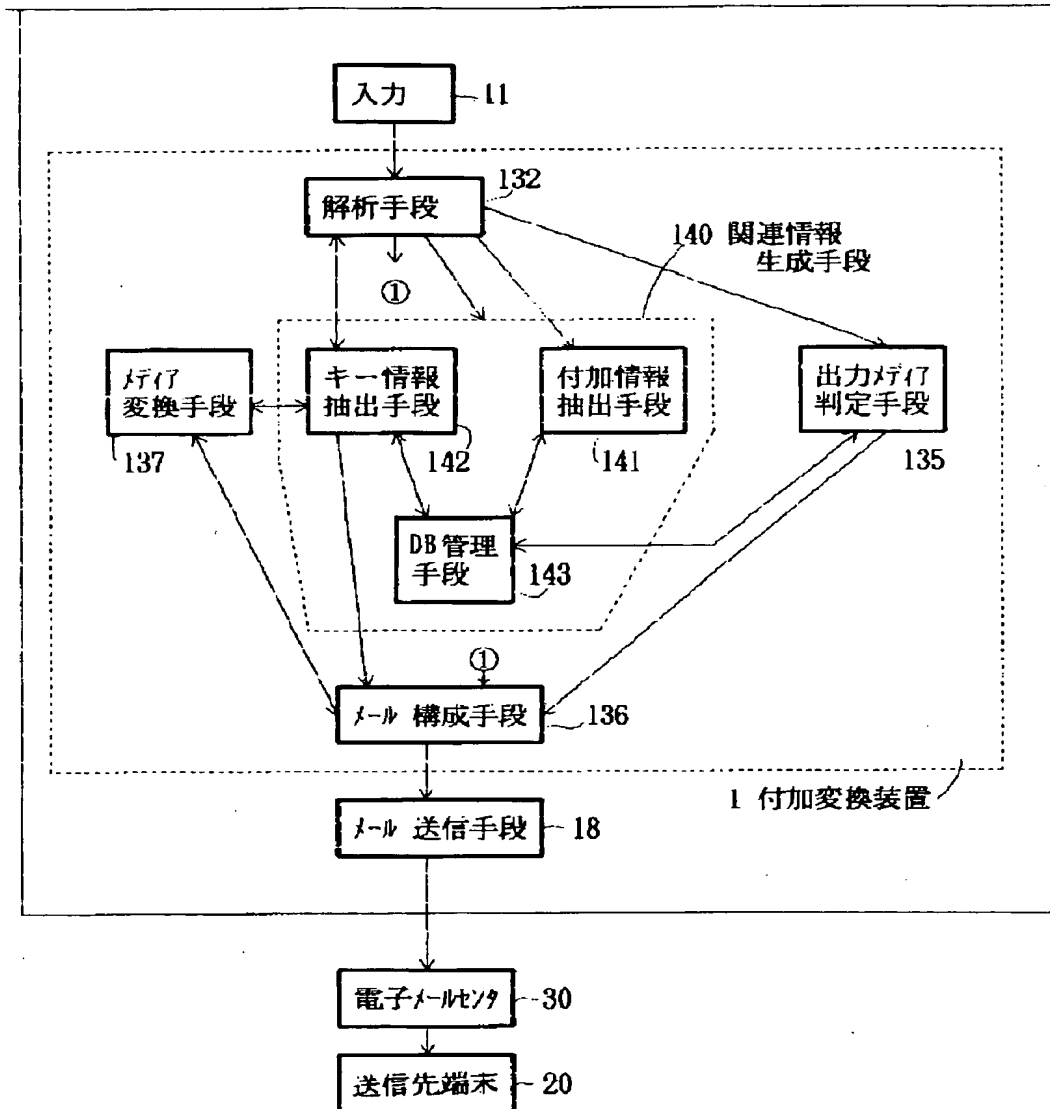 入力
11
132
解析手段
140 関連情報
生成手段
①
メディア
変換手段
137
キー情報
抽出手段
142
付加情報
抽出手段
141
出力メディア
判定手段
135
DB管理
手段
143
①
メール 構成手段
136
1 付加変換装置
メール 送信手段
18
電子メールセンタ
30
送信先端末
20